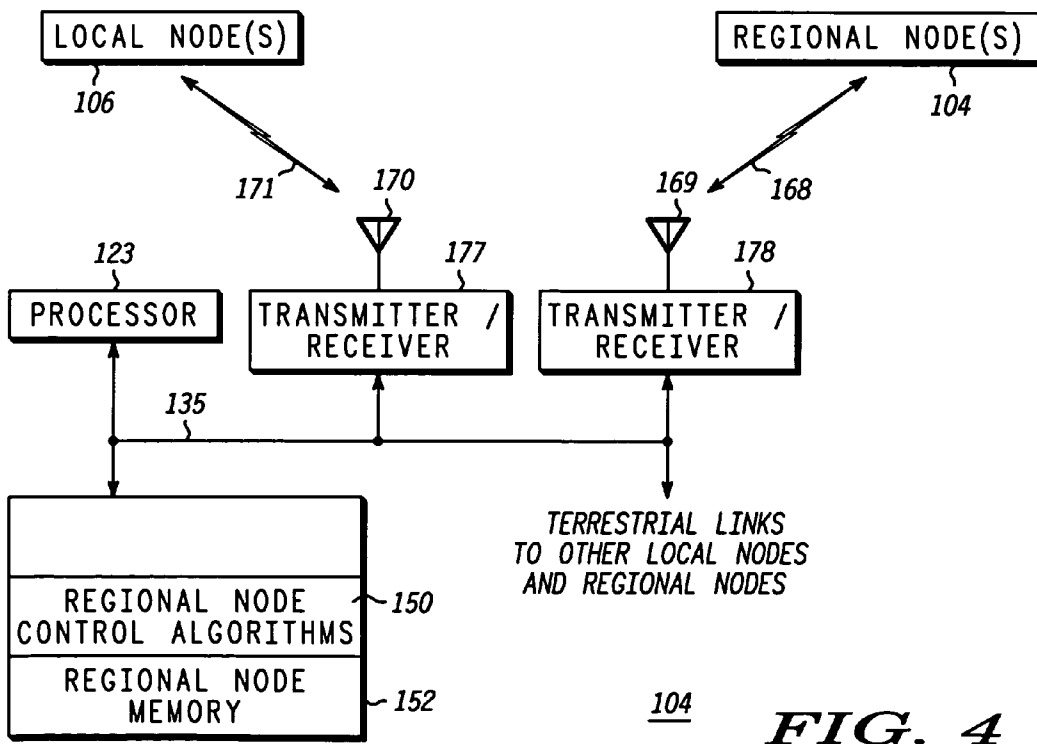 LOCAL NODE(S)
106
REGIONAL NODE(S)
104
171
168
170
169
123
177
178
PROCESSOR
TRANSMITTER /
RECEIVER
TRANSMITTER /
RECEIVER
135
TERRESTRIAL LINKS
TO OTHER LOCAL NODES
AND REGIONAL NODES
REGIONAL NODE
CONTROL ALGORITHMS
150
REGIONAL NODE
MEMORY
152
104
FIG. 4